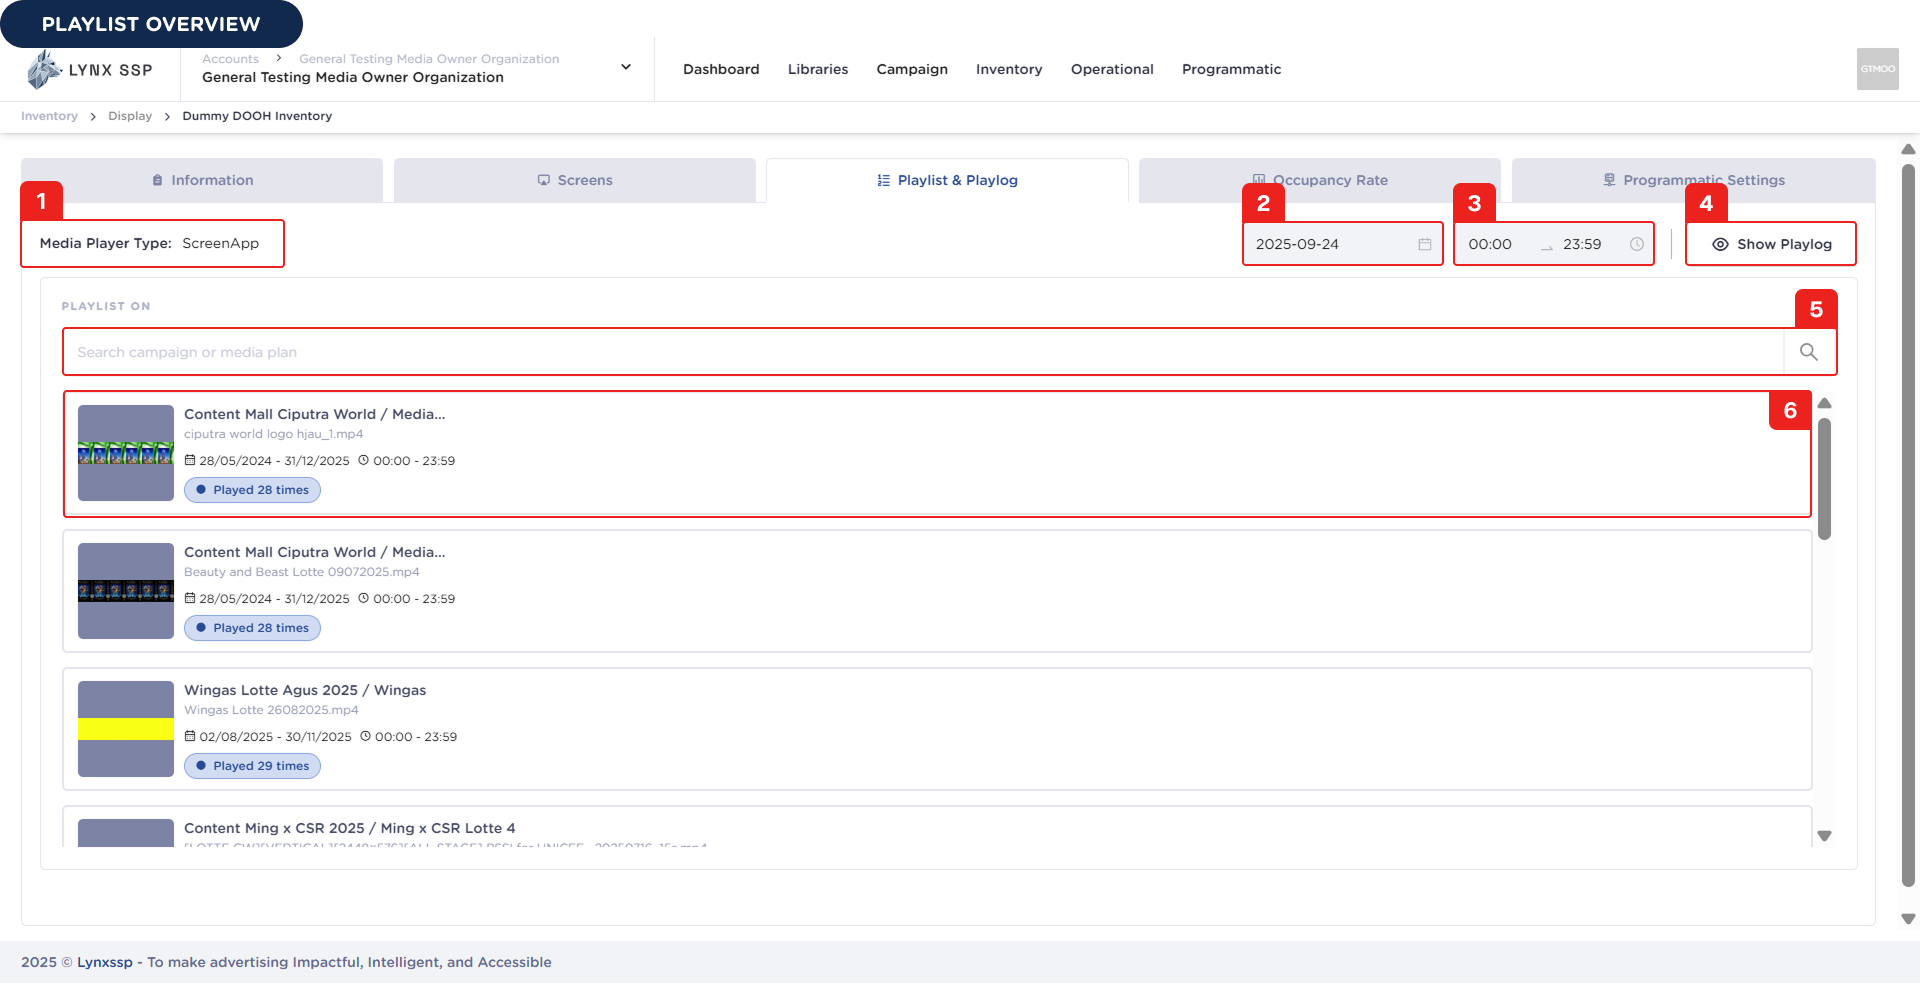 PLAYLIST OVERVIEW
LYNX SSP
Accounts > General Testing Media Owner Organization
General Testing Media Owner Organization
Dashboard Libraries Campaign Inventory Operational Programmatic
GTMOO
Inventory > Display > Dummy DOOH Inventory
Information
Screens
Playlist & Playlog
Occupancy Rate
Programmatic Settings
1
Media Player Type: ScreenApp
2
2025-09-24
3
00:00 → 23:59
4
Show Playlog
PLAYLIST ON
5
Search campaign or media plan
6
Content Mall Ciputra World / Media...
ciputra world logo hjau_1.mp4
28/05/2024 - 31/12/2025 00:00 - 23:59
Played 28 times
Content Mall Ciputra World / Media...
Beauty and Beast Lotte 09072025.mp4
28/05/2024 - 31/12/2025 00:00 - 23:59
Played 28 times
Wingas Lotte Agus 2025 / Wingas
Wingas Lotte 26082025.mp4
02/08/2025 - 30/11/2025 00:00 - 23:59
Played 29 times
Content Ming x CSR 2025 / Ming x CSR Lotte 4
2025 © Lynxssp - To make advertising Impactful, Intelligent, and Accessible